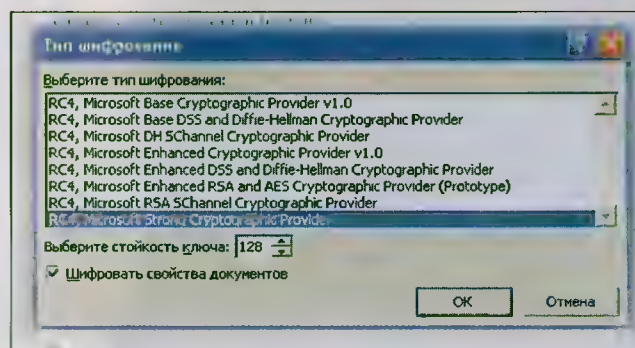 Тип шифрование
Выберите тип шифрования:
RC4, Microsoft Base Cryptographic Provider v1.0
RC4, Microsoft Base DSS and Diffie-Hellman Cryptographic Provider
RC4, Microsoft DH SChannel Cryptographic Provider
RC4, Microsoft Enhanced Cryptographic Provider v1.0
RC4, Microsoft Enhanced DSS and Diffie-Hellman Cryptographic Provider
RC4, Microsoft Enhanced RSA and AES Cryptographic Provider (Prototype)
RC4, Microsoft RSA SChannel Cryptographic Provider
RC4, Microsoft Strong Cryptographic Provider
Выберите стойкость ключа: 128
Шифровать свойства документов
ОК Отмена